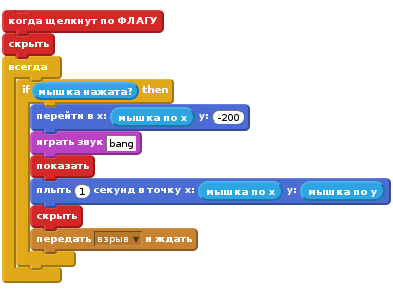 когда щелкнут по ФЛАГУ
скрыть
всегда
if мышка нажата? then
перейти в x: мышка по x y: -200
играть звук bang
показать
плыть 1 секунд в точку x: мышка по x y: мышка по y
скрыть
передать взрыв ▼ и ждать